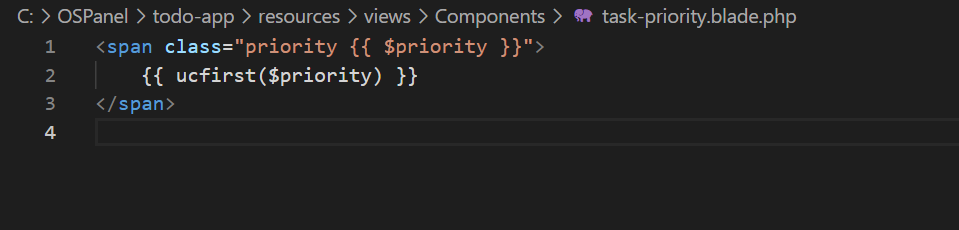 C: > OSPanel > todo-app > resources > views > Components > task-priority.blade.php
1 <span class="priority {{ $priority }}">
2     {{ ucfirst($priority) }}
3 </span>
4